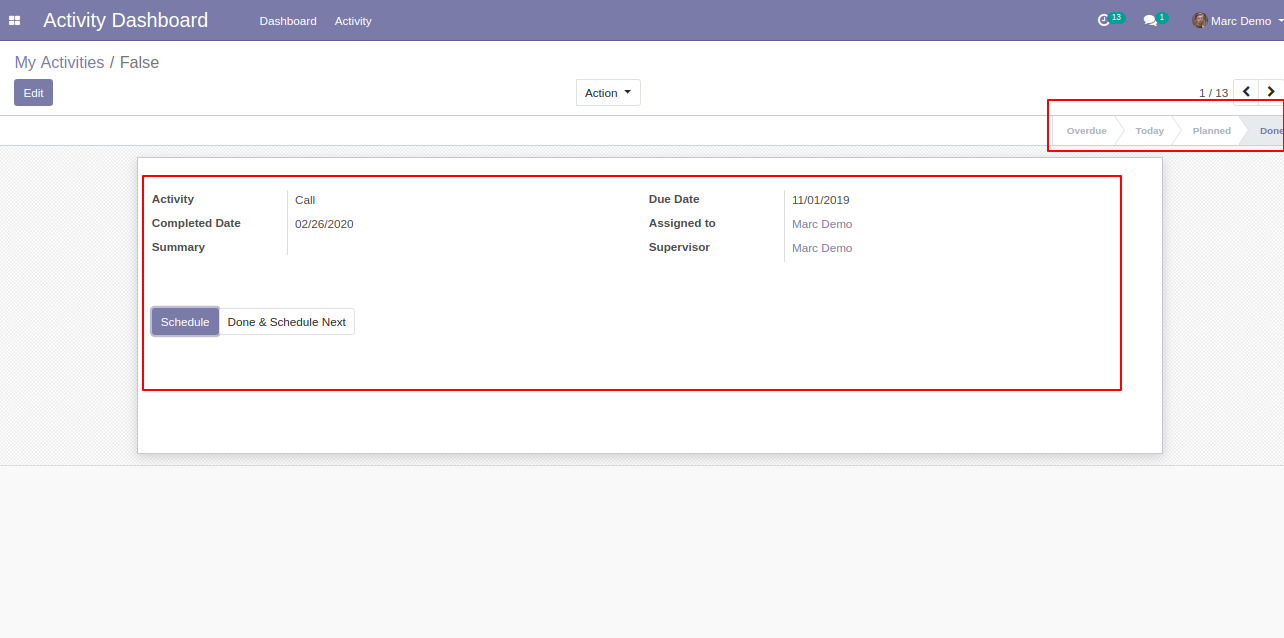 Activity Dashboard Dashboard Activity 13 1 Marc Demo
My Activities / False
Edit Action 1 / 13
Overdue Today Planned Done
Activity Call Due Date 11/01/2019
Completed Date 02/26/2020 Assigned to Marc Demo
Summary Supervisor Marc Demo
Schedule Done & Schedule Next